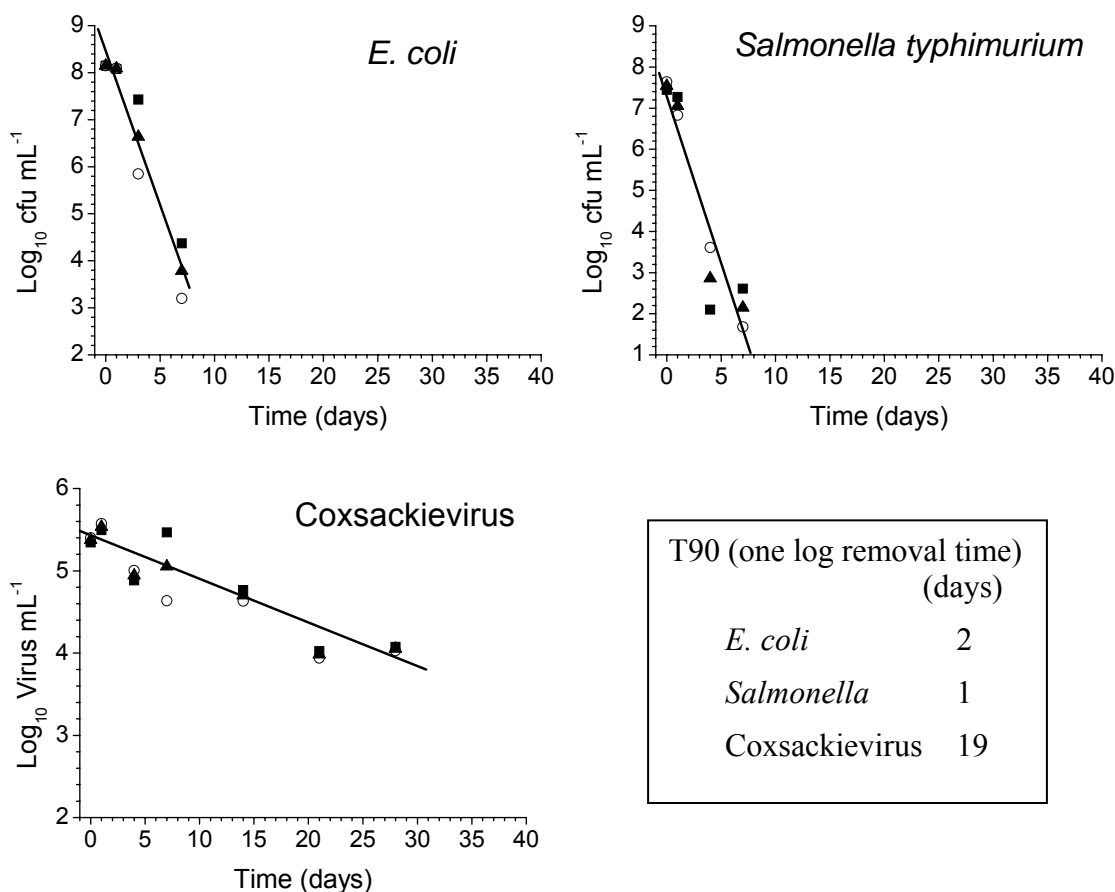 E. coli
9
8
7
6
5
4
3
2
Log₁₀ cfu mL⁻¹
0 5 10 15 20 25 30 35 40
Time (days)
Salmonella typhimurium
9
8
7
6
5
4
3
2
1
Log₁₀ cfu mL⁻¹
0 5 10 15 20 25 30 35 40
Time (days)
Coxsackievirus
6
5
4
3
2
Log₁₀ Virus mL⁻¹
0 5 10 15 20 25 30 35 40
Time (days)
T90 (one log removal time)
(days)
E. coli 2
Salmonella 1
Coxsackievirus 19